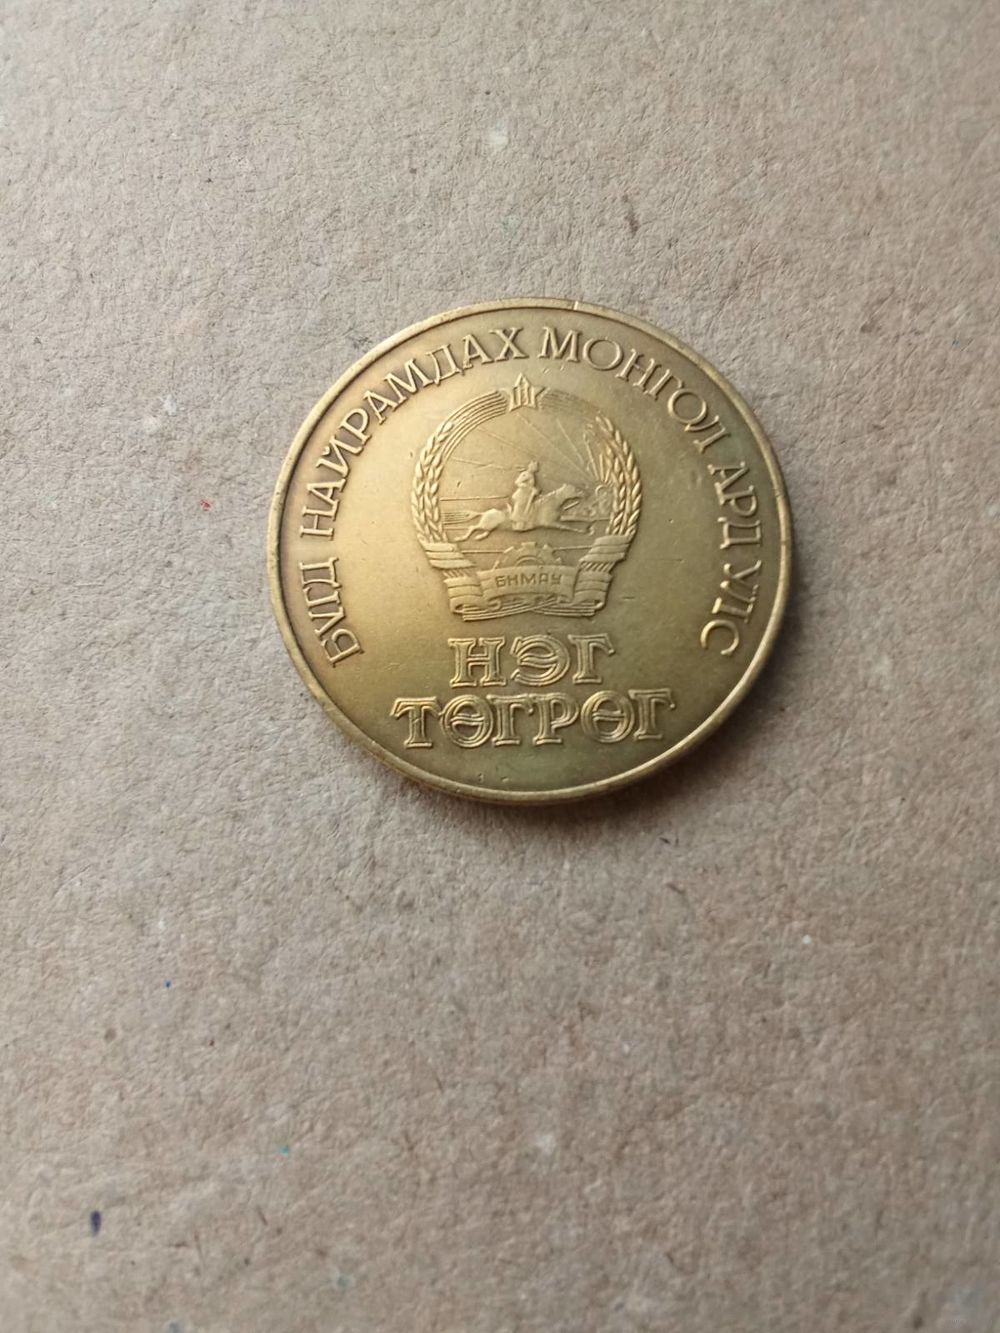 БҮГД НАЙРАМДАХ МОНГОЛ АРД УЛС
БНМАУ
НЭГ
ТӨГРӨГ